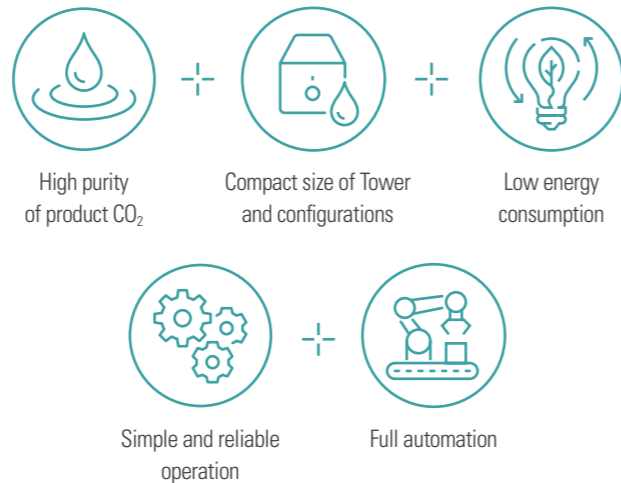 High purity
of product CO₂
Compact size of Tower
and configurations
Low energy
consumption
Simple and reliable
operation
Full automation